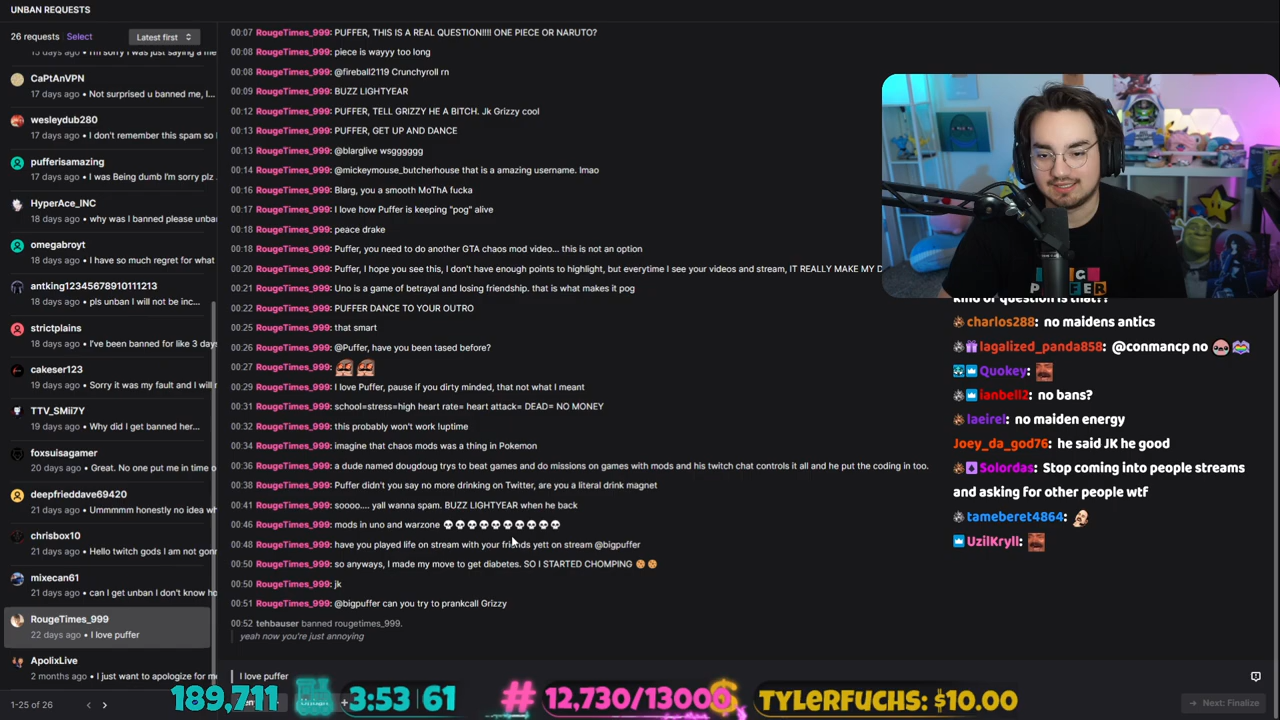 UNBAN REQUESTS
26 requests Select
Latest first
CaPtAnVPN
17 days ago • Not surprised u banned me, I...
wesleydub280
17 days ago • I don't remember this spam so
pufferisamazing
17 days ago • I was Being dumb I'm sorry plz
HyperAce_INC
18 days ago • why was I banned please unba
omegabroyt
18 days ago • I have so much regret for what
antking12345678910111213
18 days ago • pls unban I will not be inc...
strictplains
18 days ago • I've been banned for like 3 days
cakeser123
19 days ago • Sorry it was my fault and I will
TTV_SMii7Y
19 days ago • Why did I get banned her...
foxsuisagamer
20 days ago • Great. No one put me in time o
deepfrieddave69420
21 days ago • Ummmm honestly no idea wh
chrisbox10
21 days ago • Hello twitch gods I am not gonn
mixecan61
21 days ago • can I get unban I don't know ho
RougeTimes_999
22 days ago • I love puffer
ApolixLive
2 months ago • I just want to apologize for m
1-25 of 26
00:07 RougeTimes_999: PUFFER, THIS IS A REAL QUESTION!!!! ONE PIECE OR NARUTO?
00:08 RougeTimes_999: piece is wayyy too long
00:08 RougeTimes_999: @fireball2119 Crunchyroll rn
00:09 RougeTimes_999: BUZZ LIGHTYEAR
00:12 RougeTimes_999: PUFFER, TELL GRIZZY HE A BITCH. Jk Grizzy cool
00:13 RougeTimes_999: PUFFER, GET UP AND DANCE
00:13 RougeTimes_999: @blarglive wsgggggg
00:14 RougeTimes_999: @mickeymouse_butcherhouse that is a amazing username. lmao
00:16 RougeTimes_999: Blarg, you a smooth MoThA fucka
00:17 RougeTimes_999: I love how Puffer is keeping "pog" alive
00:18 RougeTimes_999: peace drake
00:18 RougeTimes_999: Puffer, you need to do another GTA chaos mod video... this is not an option
00:20 RougeTimes_999: Puffer, I hope you see this, I don't have enough points to highlight, but everytime I see your videos and stream, IT REALLY MAKE MY D
00:21 RougeTimes_999: Uno is a game of betrayal and losing friendship. that is what makes it pog
00:22 RougeTimes_999: PUFFER DANCE TO YOUR OUTRO
00:25 RougeTimes_999: that smart
00:26 RougeTimes_999: @Puffer, have you been tased before?
00:27 RougeTimes_999:
00:29 RougeTimes_999: I love Puffer, pause if you dirty minded, that not what I meant
00:31 RougeTimes_999: school=stress=high heart rate= heart attack= DEAD= NO MONEY
00:32 RougeTimes_999: this probably won't work !uptime
00:34 RougeTimes_999: imagine that chaos mods was a thing in Pokemon
00:36 RougeTimes_999: a dude named dougdoug trys to beat games and do missions on games with mods and his twitch chat controls it all and he put the coding in too.
00:38 RougeTimes_999: Puffer didn't you say no more drinking on Twitter, are you a literal drink magnet
00:41 RougeTimes_999: soooo.... yall wanna spam. BUZZ LIGHTYEAR when he back
00:46 RougeTimes_999: mods in uno and warzone 💀💀💀💀💀💀💀💀💀💀
00:48 RougeTimes_999: have you played life on stream with your friends yett on stream @bigpuffer
00:50 RougeTimes_999: so anyways, I made my move to get diabetes. SO I STARTED CHOMPING 🍪🍪
00:50 RougeTimes_999: jk
00:51 RougeTimes_999: @bigpuffer can you try to prankcall Grizzy
00:52 tehbauser banned rougetimes_999.
yeah now you're just annoying
I love puffer
Next: Finalize
charlos288: no maidens antics
lagalized_panda858: @conmancp no
Quokey:
ianbell2: no bans?
laeirel: no maiden energy
Joey_da_god76: he said JK he good
Solordas: Stop coming into people streams
and asking for other people wtf
tameberet4864:
UzilKryll:
189,711
3:53|61
# 12,730/13000
TYLERFUCHS: $10.00